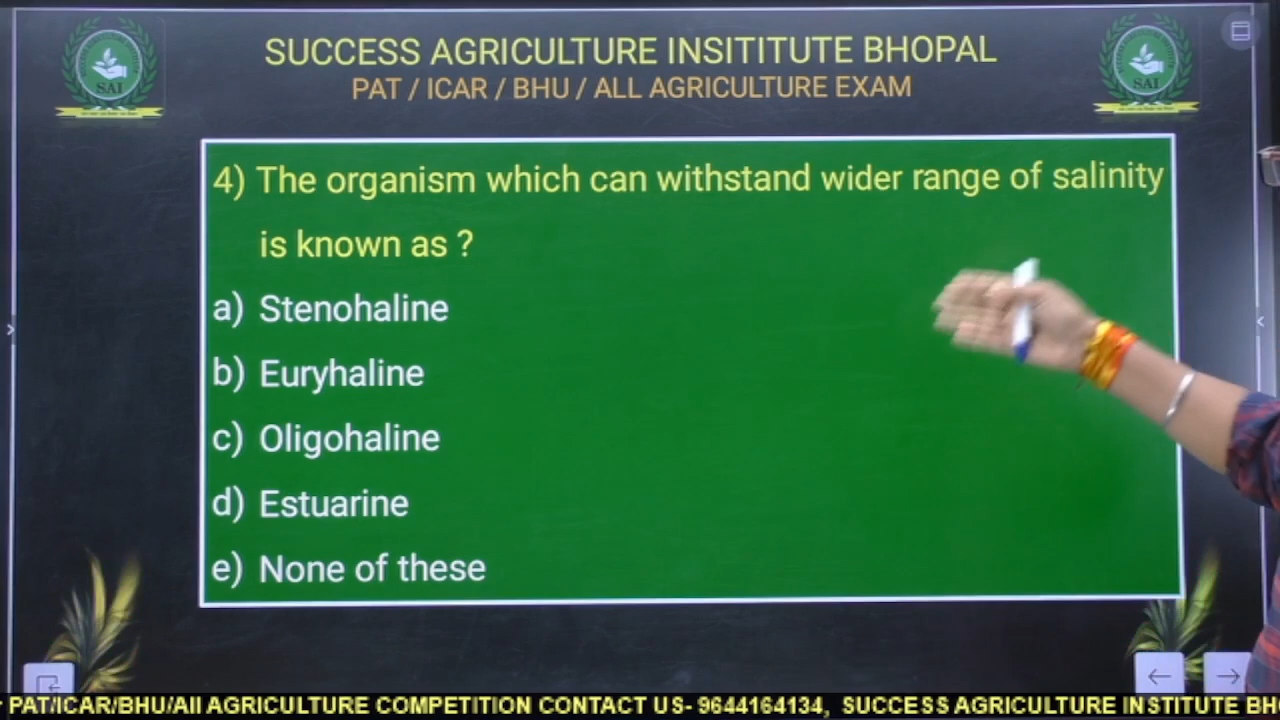 SUCCESS AGRICULTURE INSITITUTE BHOPAL
PAT / ICAR / BHU / ALL AGRICULTURE EXAM
SAI
SAI
4) The organism which can withstand wider range of salinity
is known as ?
a) Stenohaline
b) Euryhaline
c) Oligohaline
d) Estuarine
e) None of these
PAT/ICAR/BHU/All AGRICULTURE COMPETITION CONTACT US- 9644164134, SUCCESS AGRICULTURE INSTITUTE BH